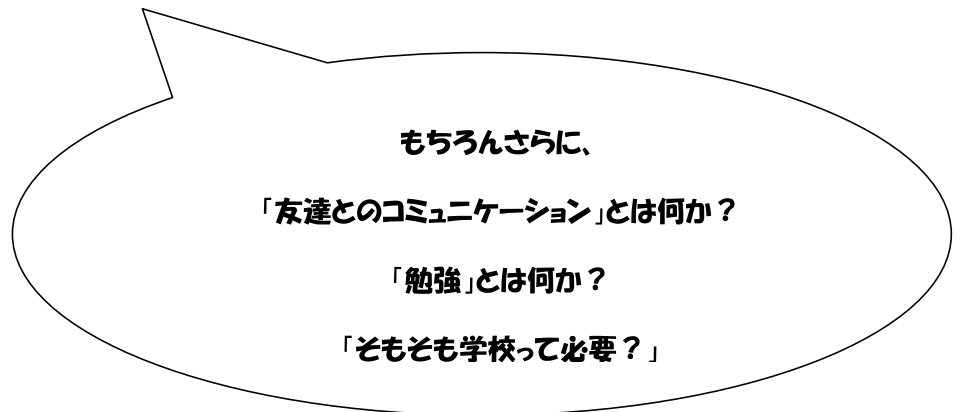 もちろんさらに、
「友達とのコミュニケーション」とは何か？
「勉強」とは何か？
「そもそも学校って必要？」